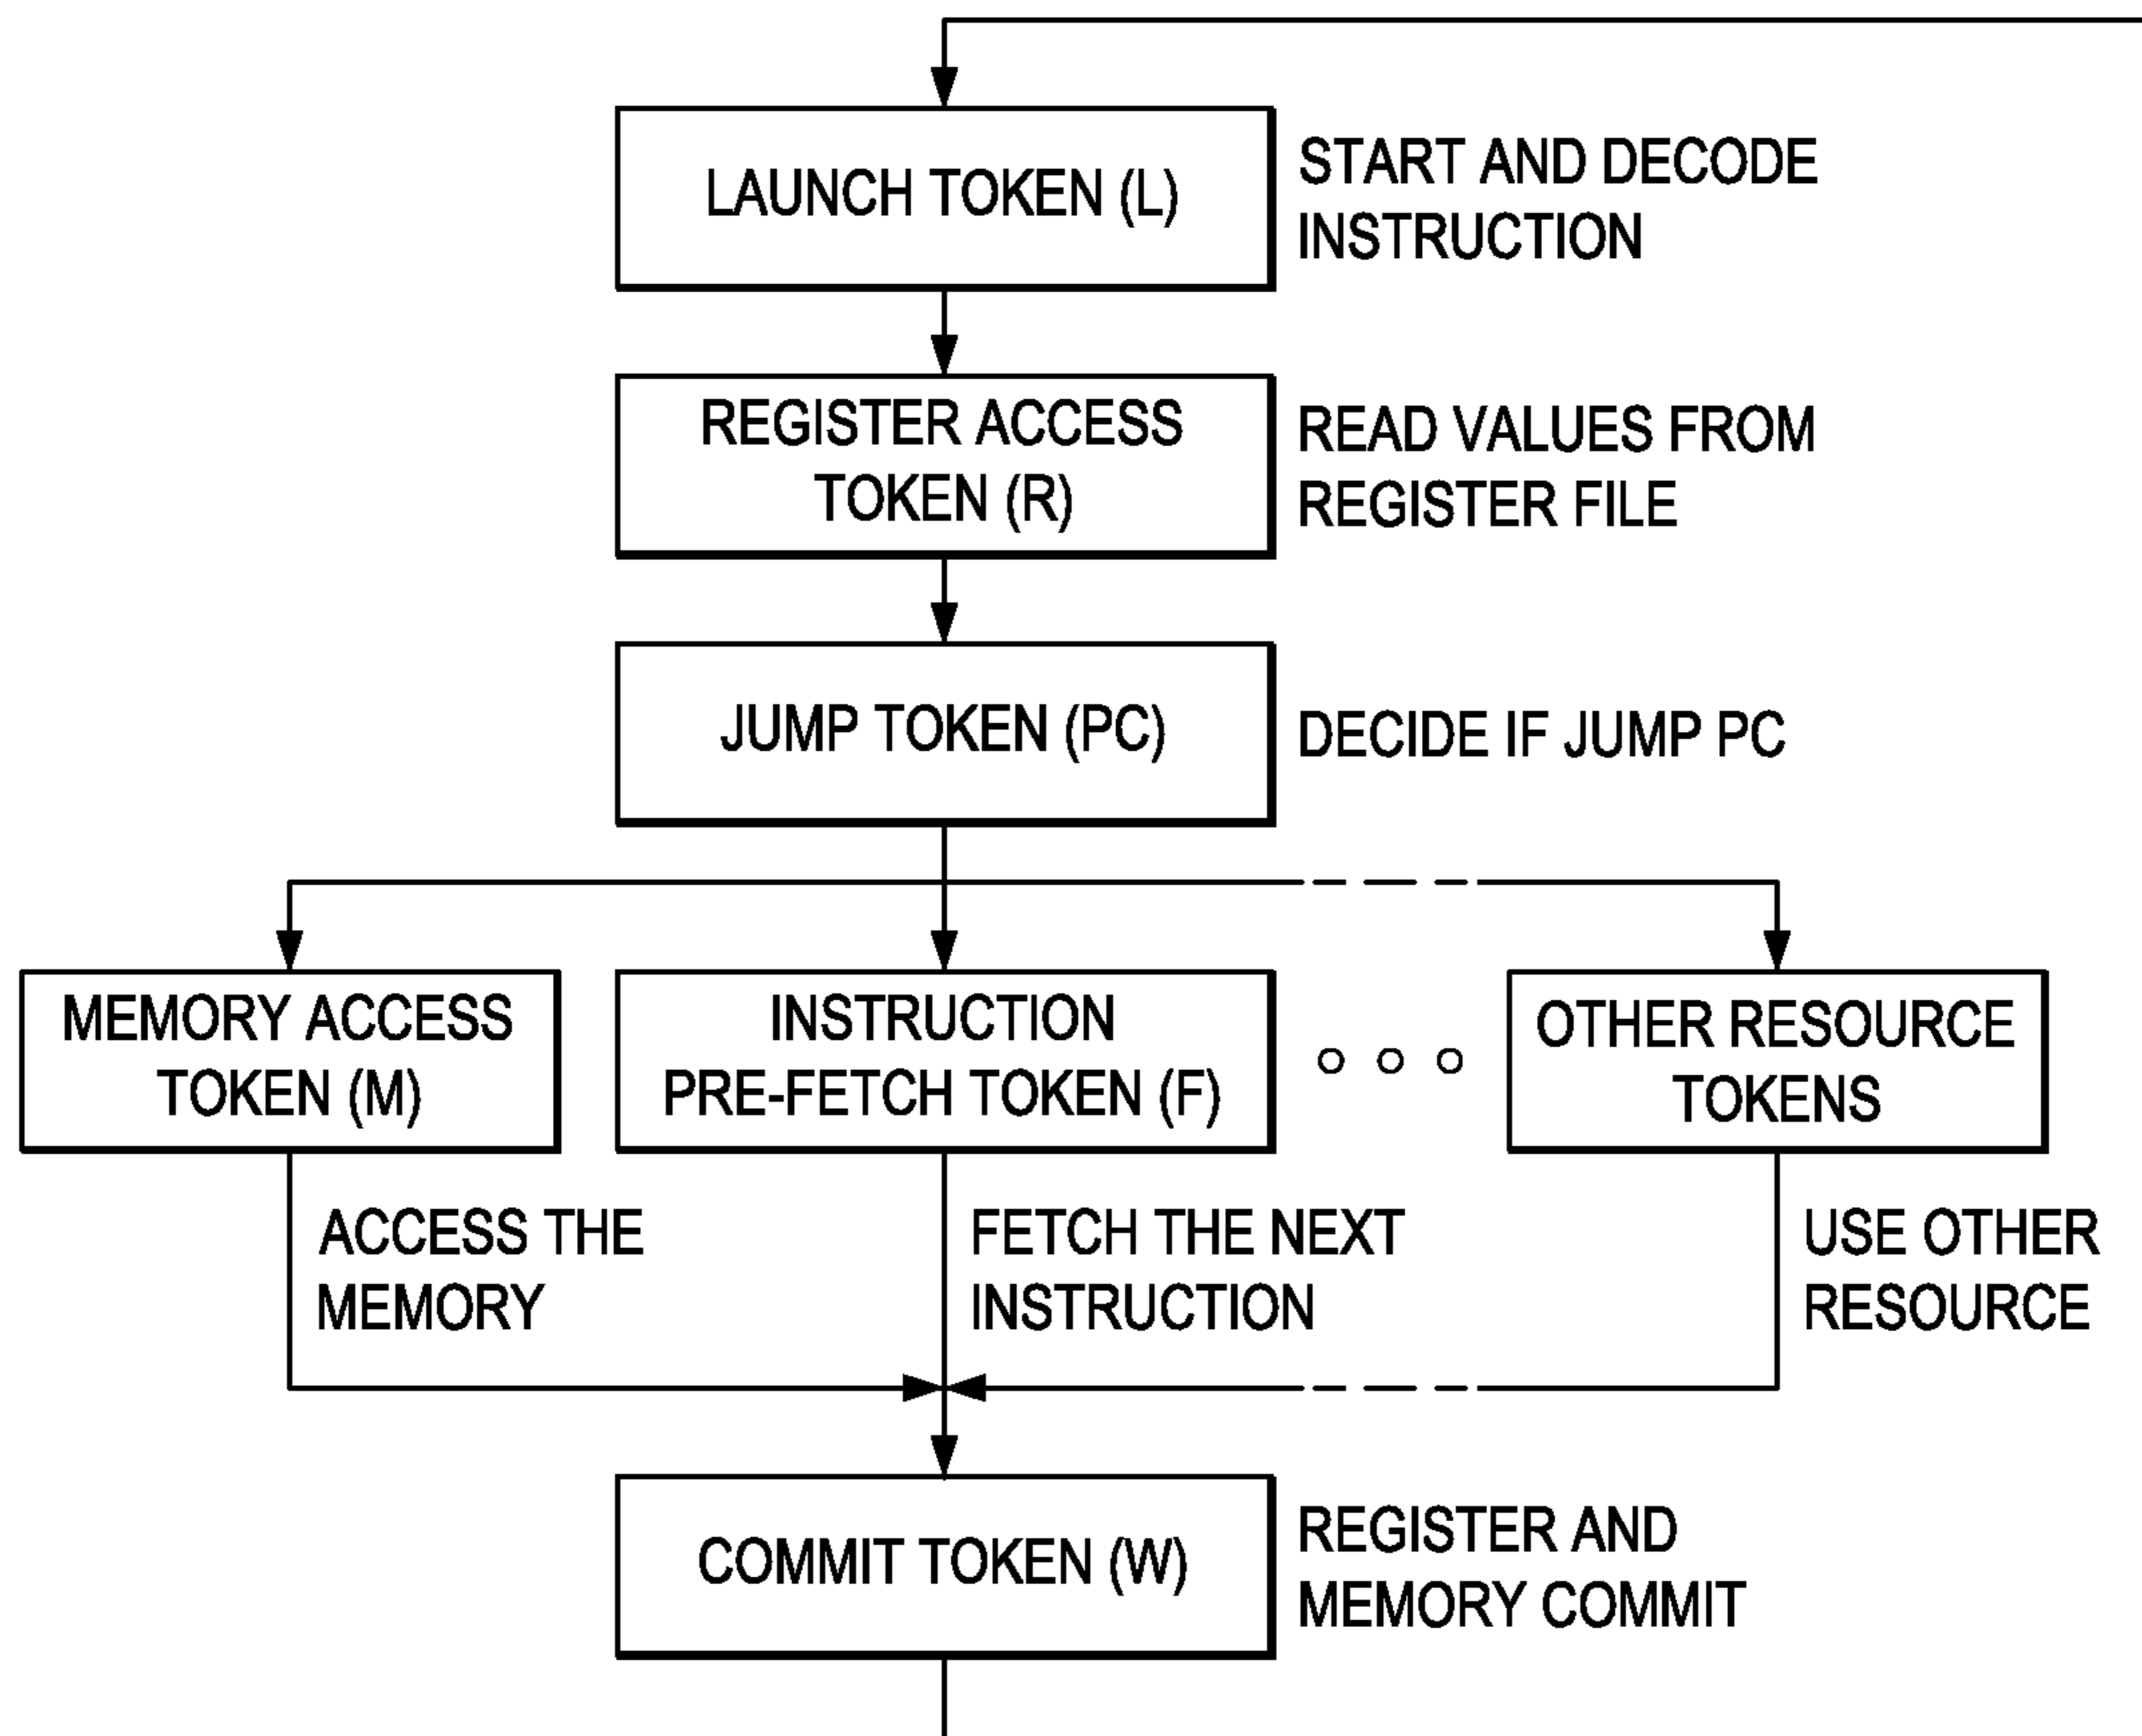 LAUNCH TOKEN (L)
START AND DECODE
INSTRUCTION
REGISTER ACCESS
TOKEN (R)
READ VALUES FROM
REGISTER FILE
JUMP TOKEN (PC)
DECIDE IF JUMP PC
MEMORY ACCESS
TOKEN (M)
INSTRUCTION
PRE-FETCH TOKEN (F)
OTHER RESOURCE
TOKENS
ACCESS THE
MEMORY
FETCH THE NEXT
INSTRUCTION
USE OTHER
RESOURCE
COMMIT TOKEN (W)
REGISTER AND
MEMORY COMMIT